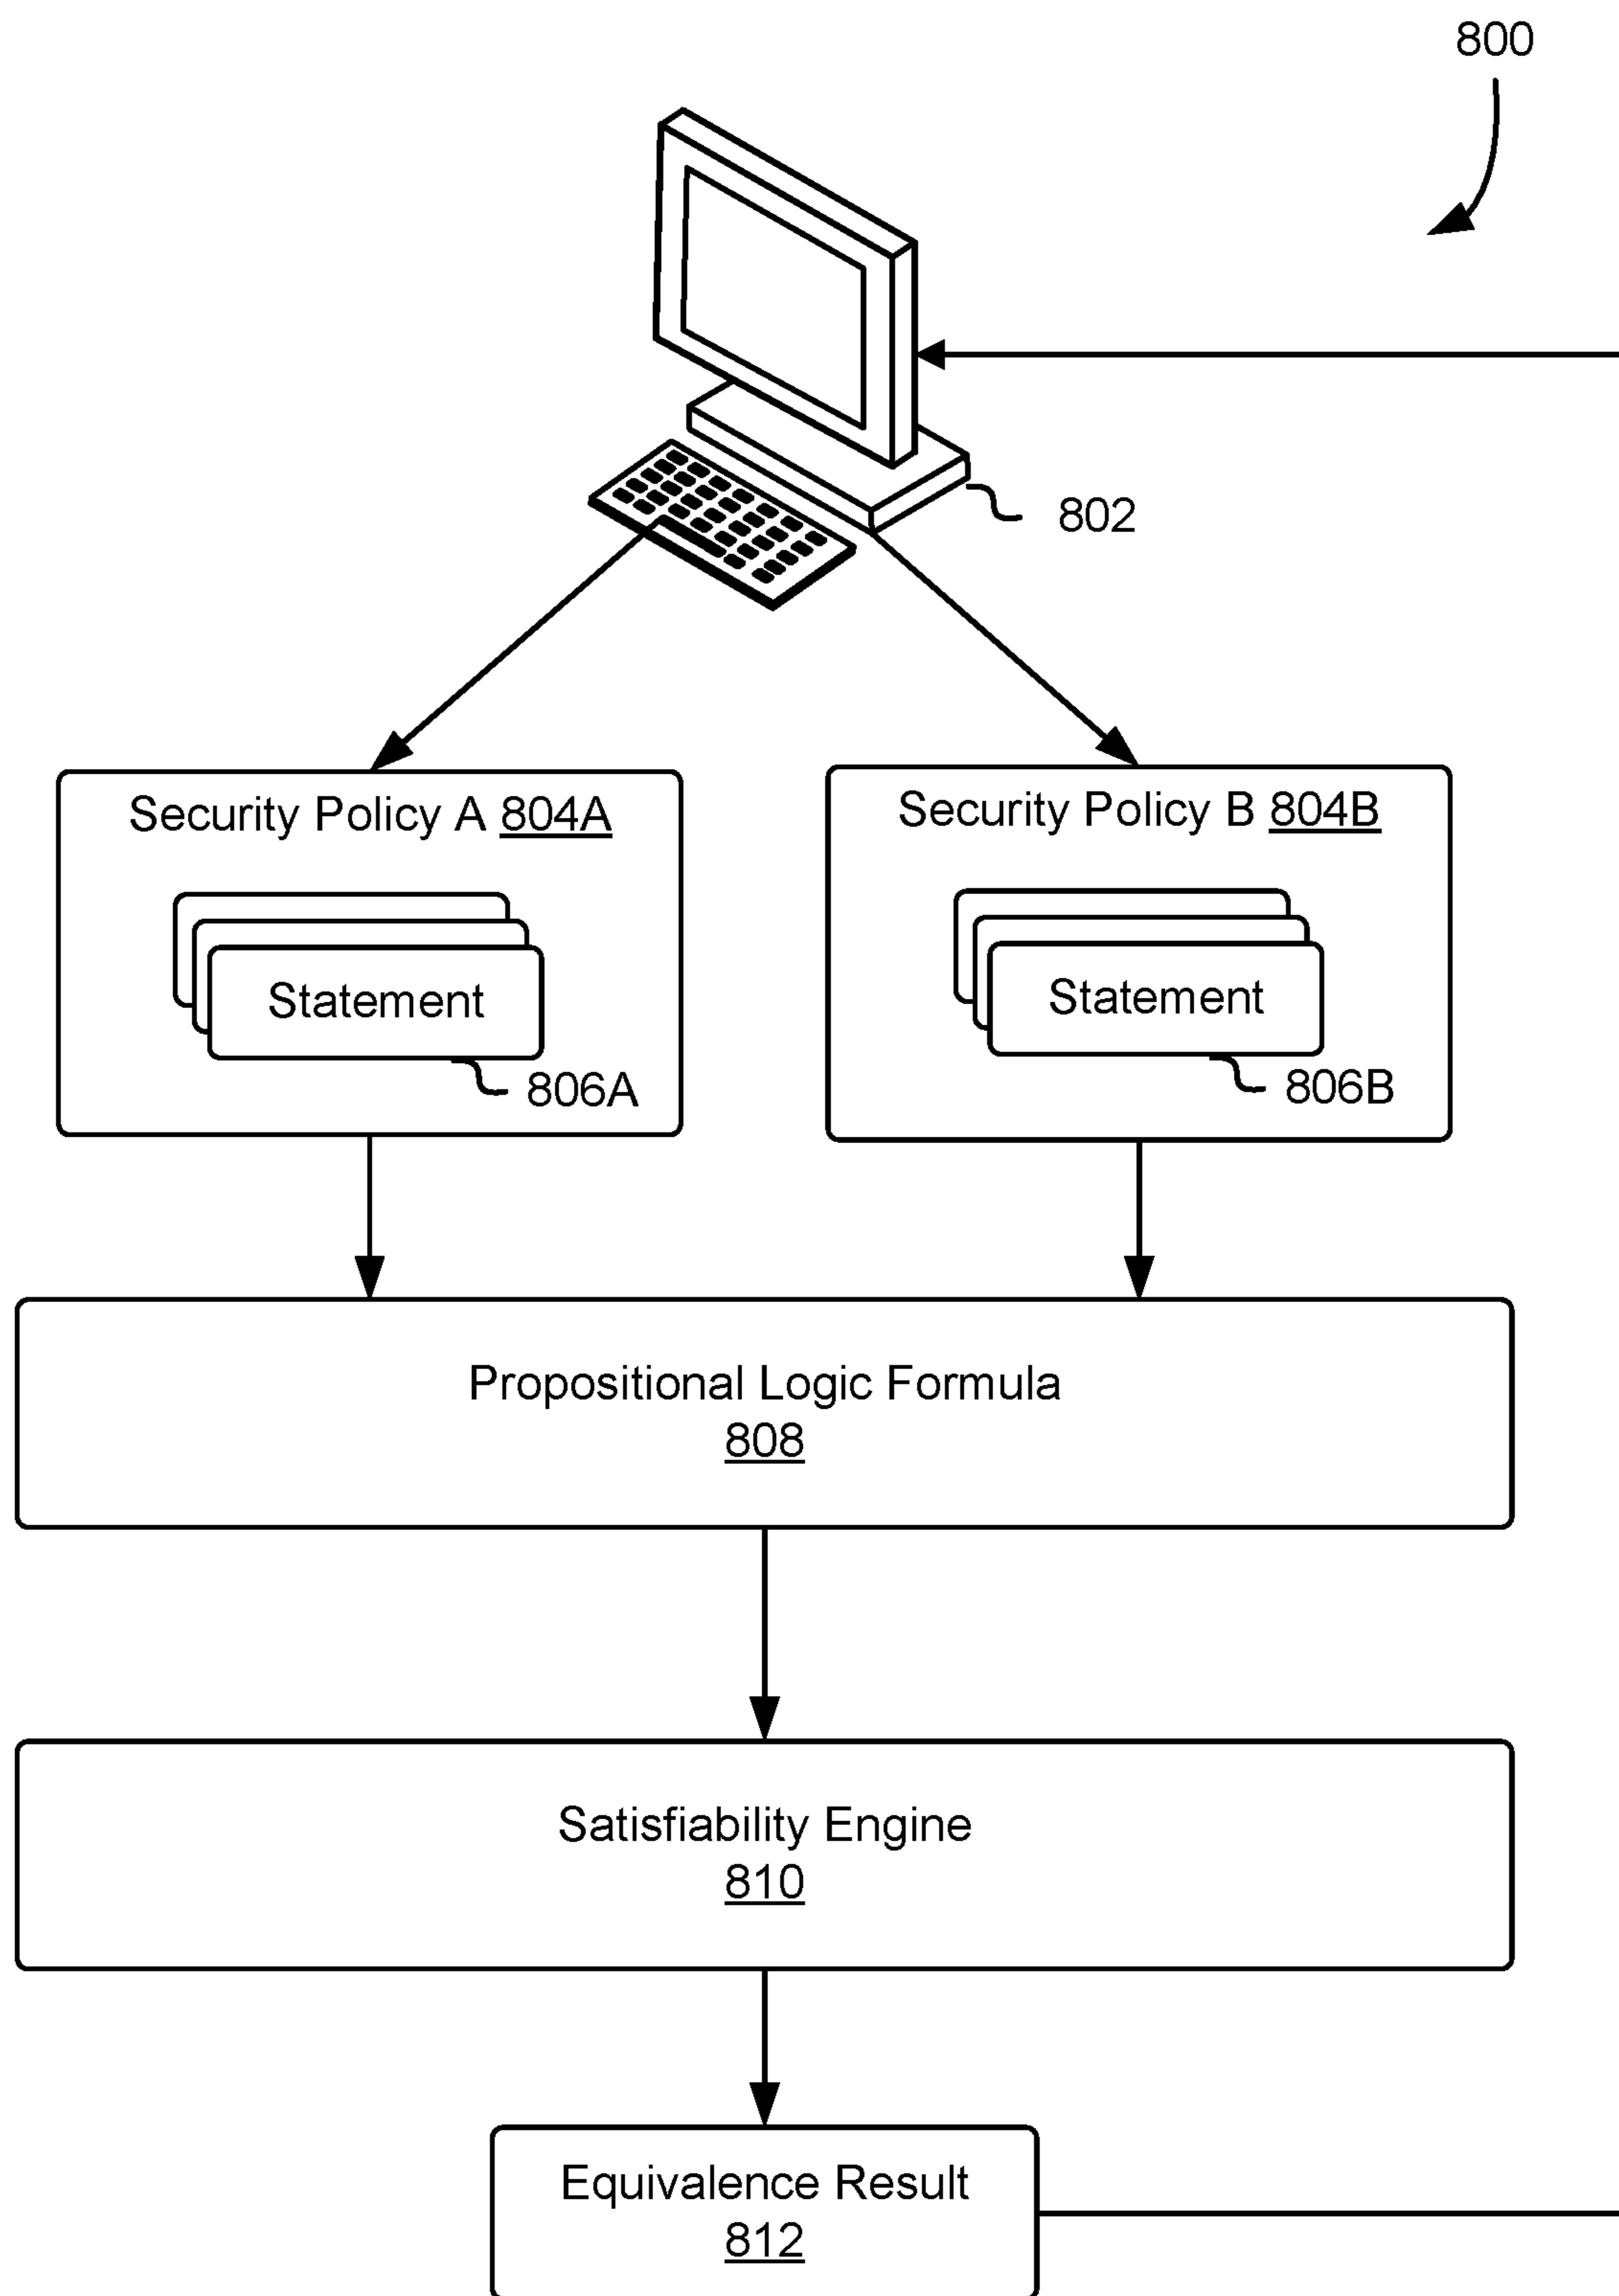 800
802
Security Policy A 804A
Statement
806A
Security Policy B 804B
Statement
806B
Propositional Logic Formula
808
Satisfiability Engine
810
Equivalence Result
812